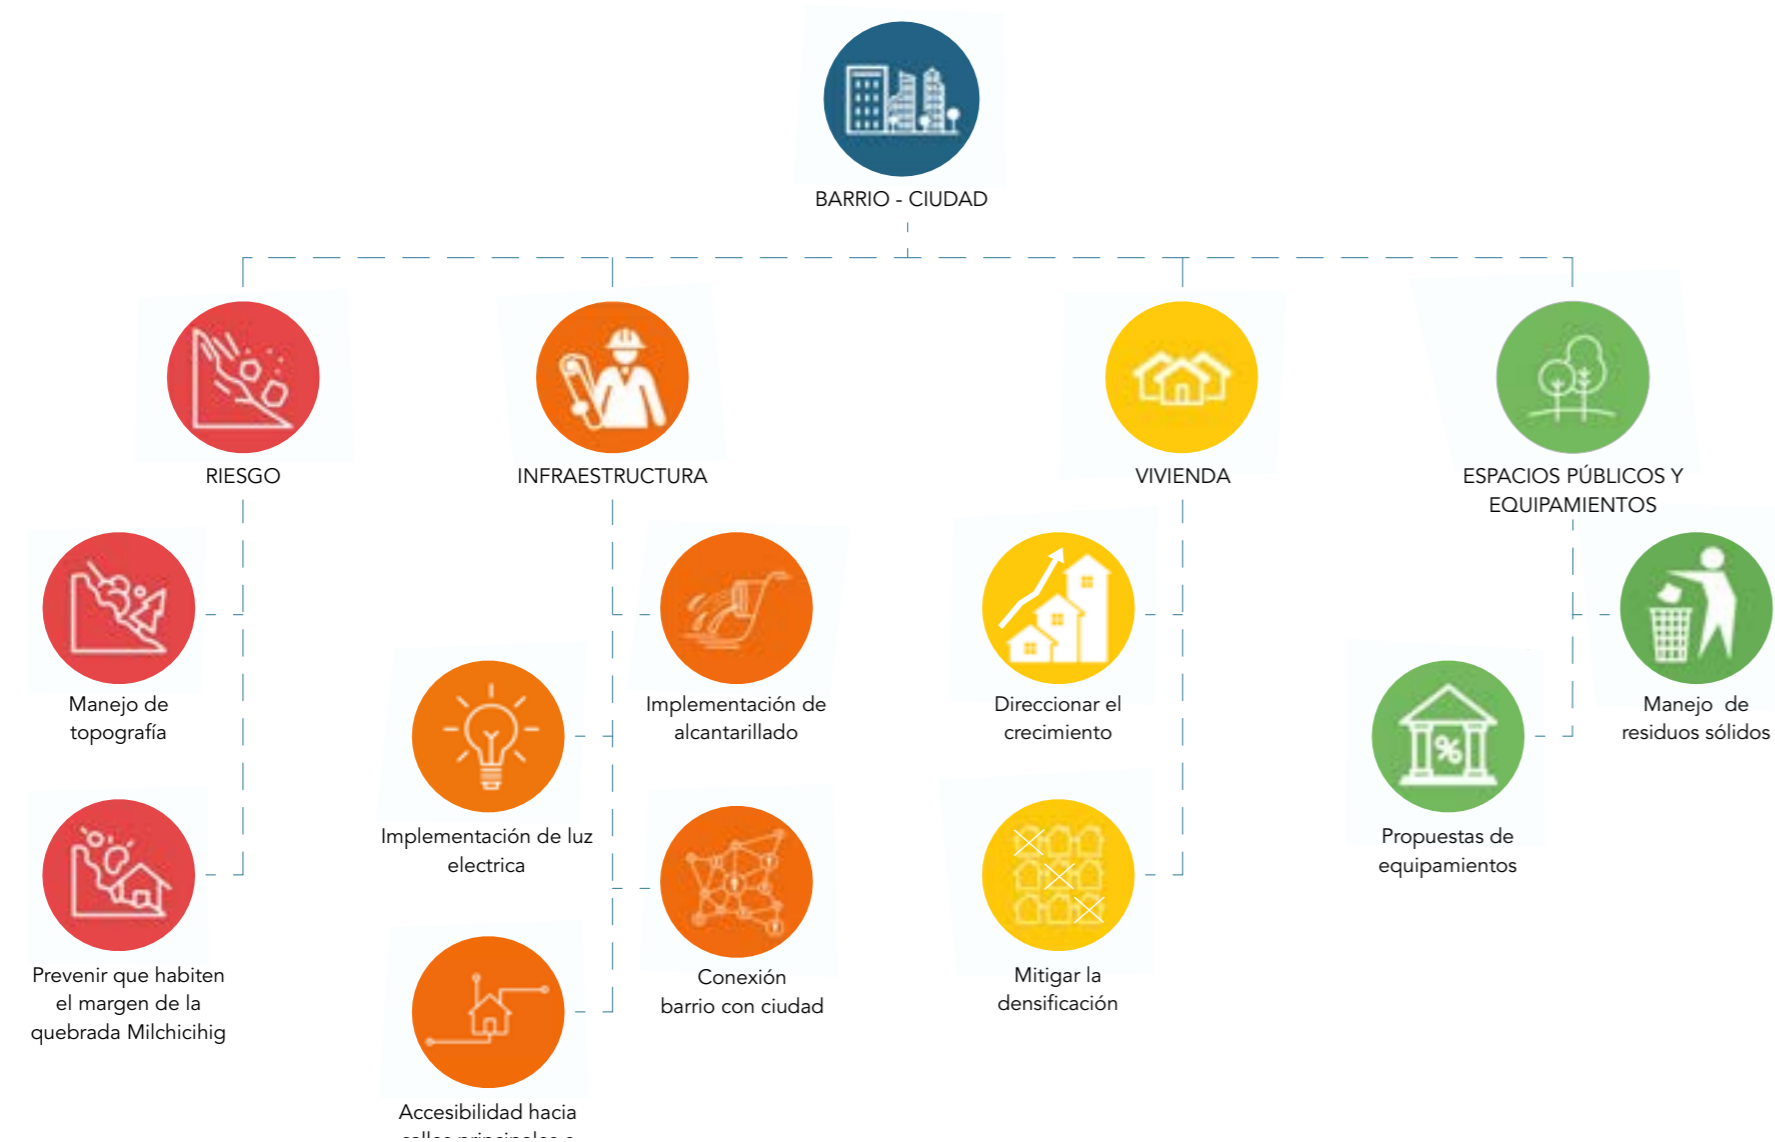 BARRIO - CIUDAD
RIESGO
INFRAESTRUCTURA
VIVIENDA
ESPACIOS PÚBLICOS Y
EQUIPAMIENTOS
Manejo de
topografía
Implementación de
alcantarillado
Direccionar el
crecimiento
Manejo de
residuos sólidos
Implementación de luz
electrica
%
Propuestas de
equipamientos
Prevenir que habiten
el margen de la
quebrada Milchicihig
Conexión
barrio con ciudad
Mitigar la
densificación
Accesibilidad hacia
calles principales e